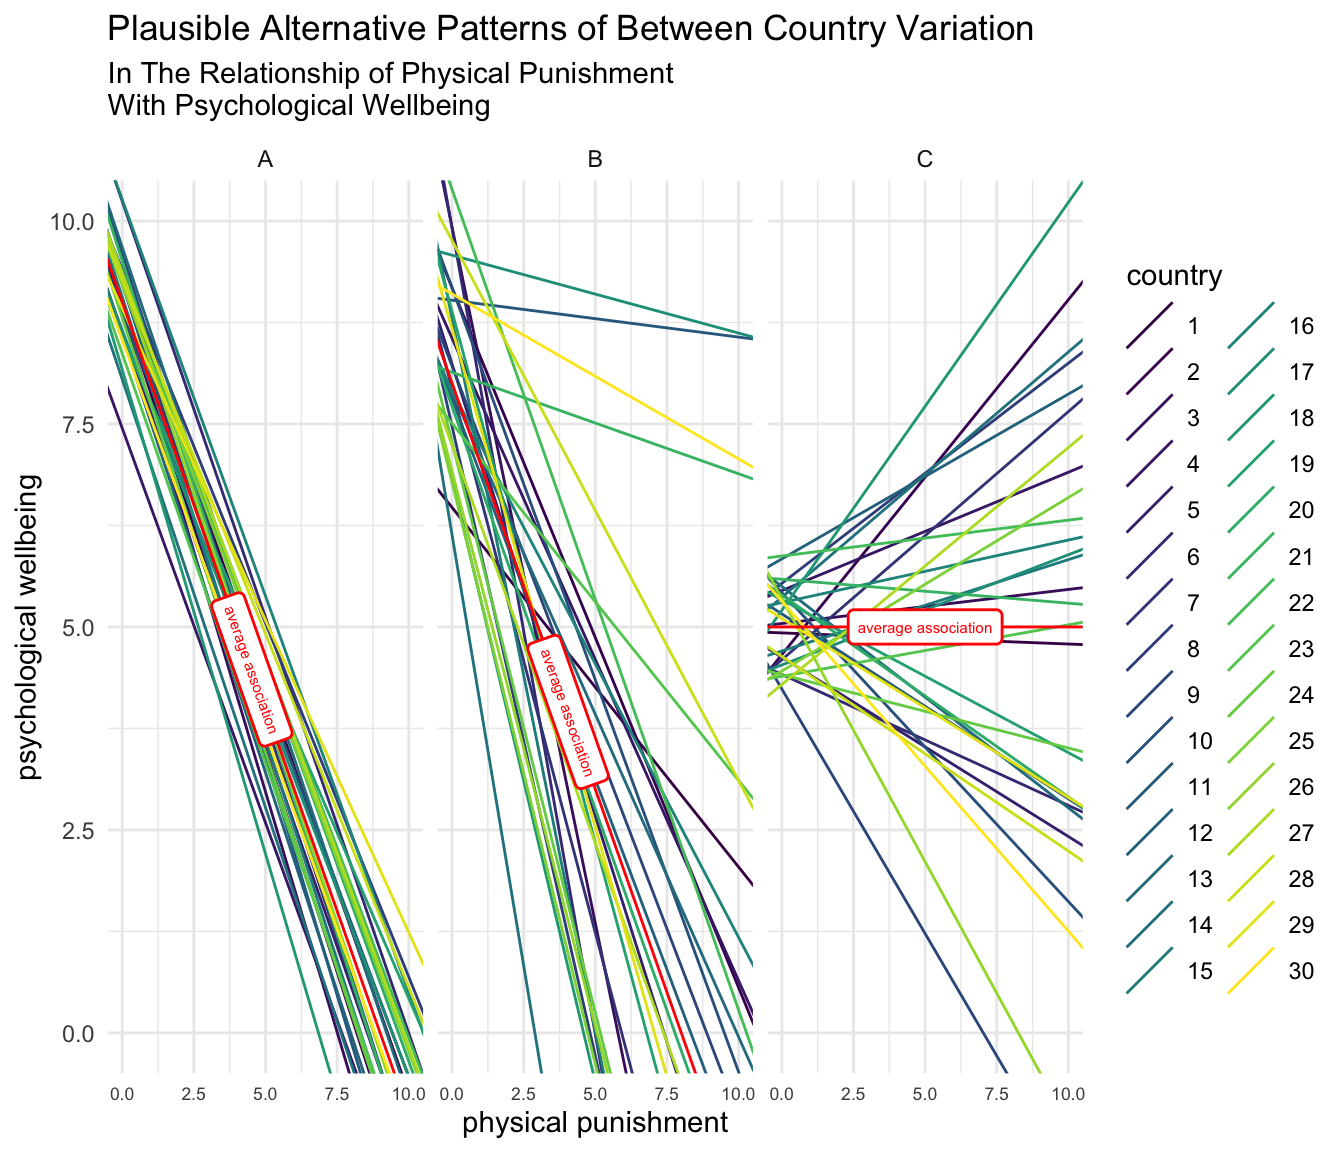 Plausible Alternative Patterns of Between Country Variation
In The Relationship of Physical Punishment
With Psychological Wellbeing
A
B
C
psychological wellbeing
10.0
7.5
5.0
2.5
0.0
average association
average association
average association
0.0 2.5 5.0 7.5 10.0
0.0 2.5 5.0 7.5 10.0
0.0 2.5 5.0 7.5 10.0
physical punishment
country
1
2
3
4
5
6
7
8
9
10
11
12
13
14
15
16
17
18
19
20
21
22
23
24
25
26
27
28
29
30